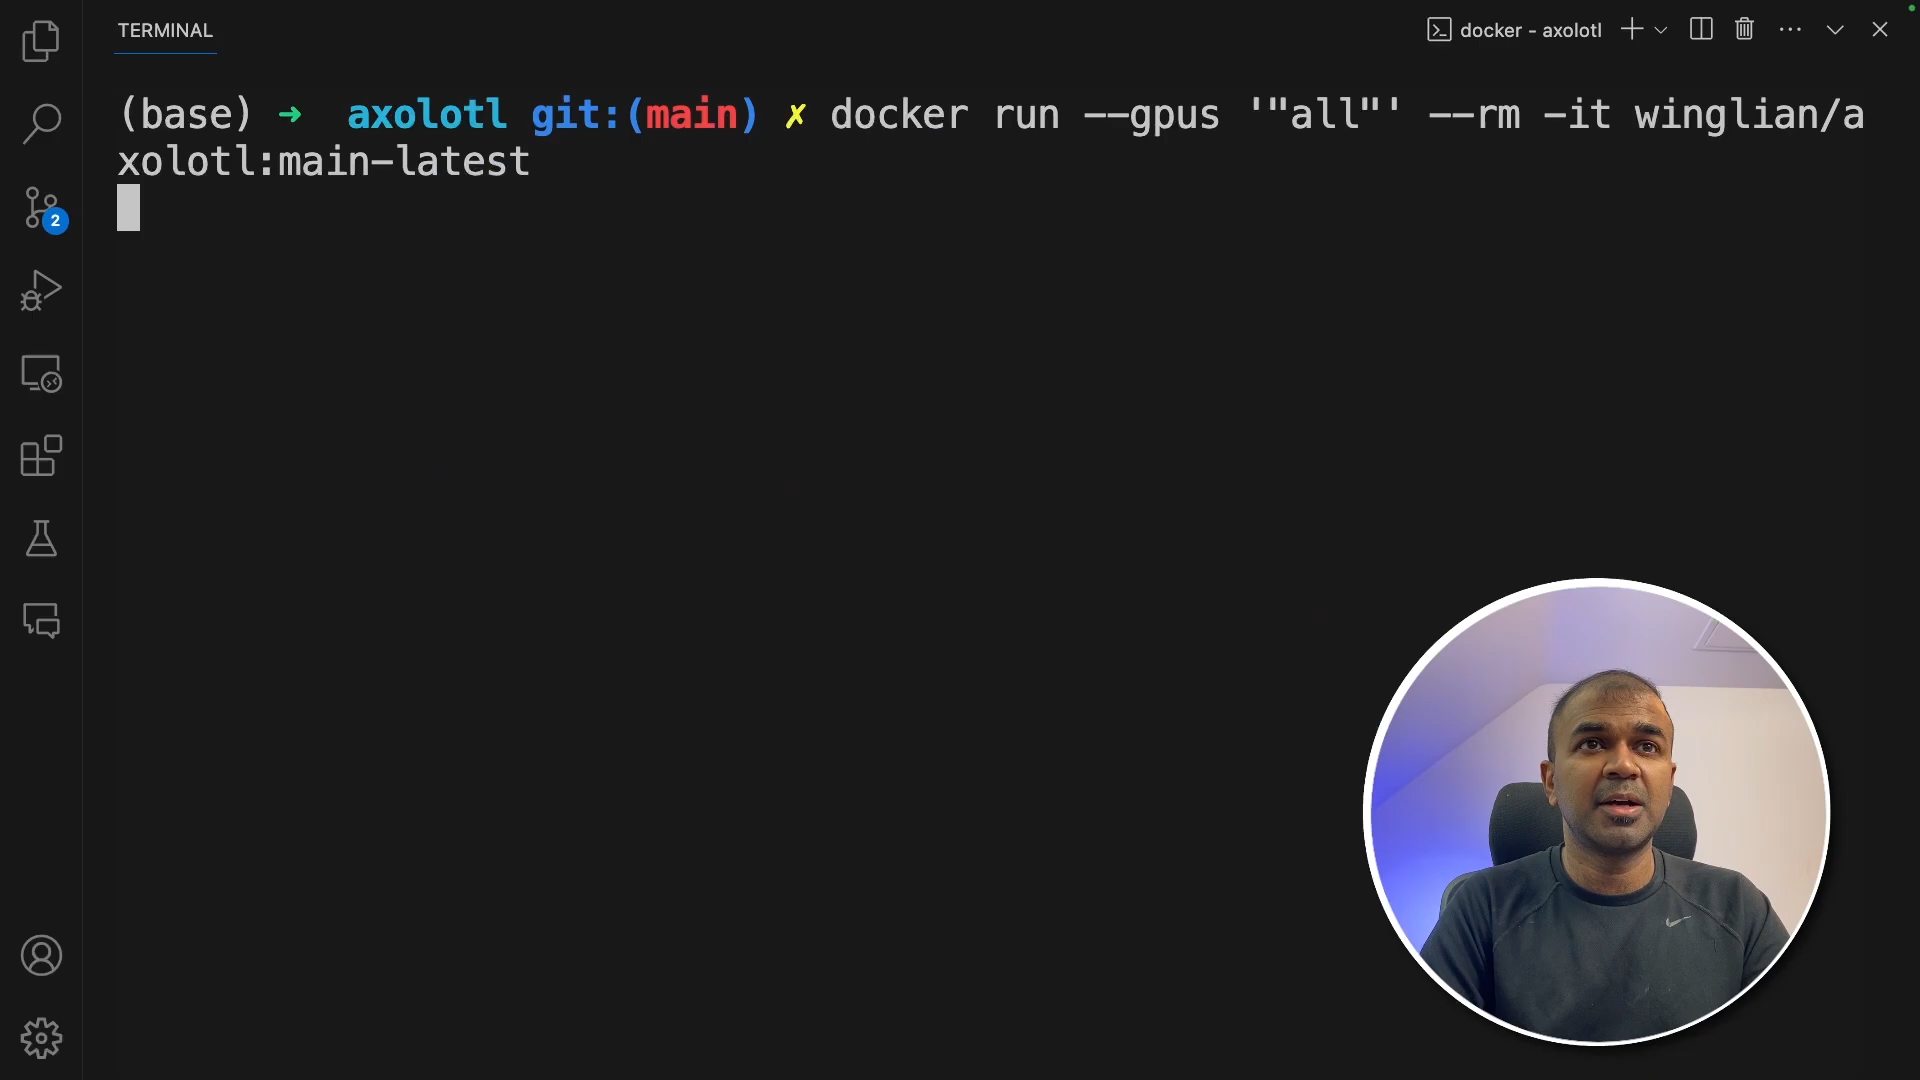 TERMINAL
docker - axolotl
(base) ➜ axolotl git:(main) ✗ docker run --gpus '"all"' --rm -it winglian/a
xolotl:main-latest
2